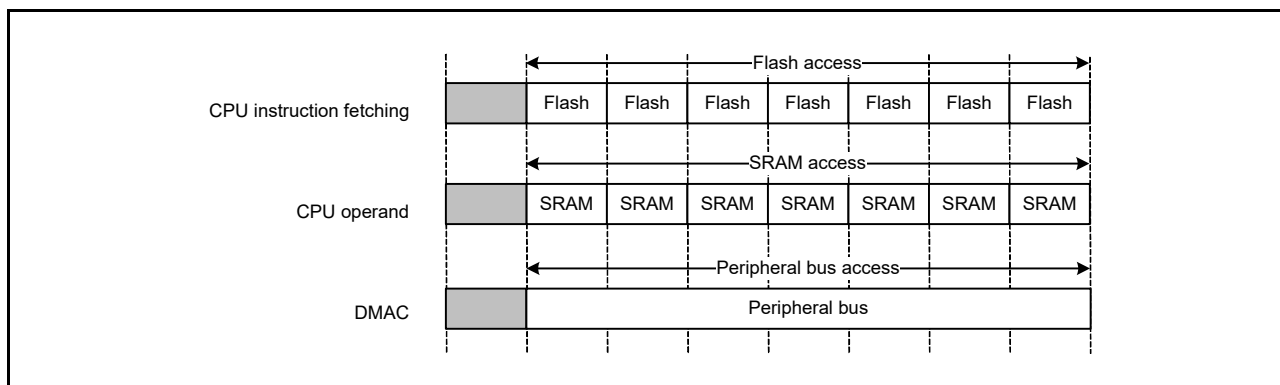 Flash access
CPU instruction fetching Flash Flash Flash Flash Flash Flash Flash
SRAM access
CPU operand SRAM SRAM SRAM SRAM SRAM SRAM SRAM
Peripheral bus access
DMAC Peripheral bus